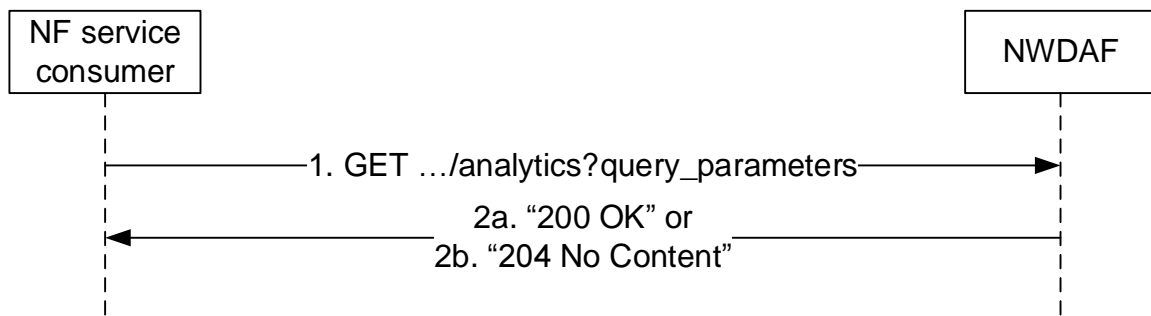 NF service
consumer
NWDAF
1. GET …/analytics?query_parameters
2a. “200 OK” or
2b. “204 No Content”